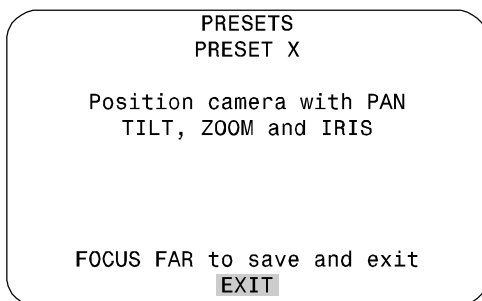 PRESETS
PRESET X
Position camera with PAN
TILT, ZOOM and IRIS
FOCUS FAR to save and exit
EXIT